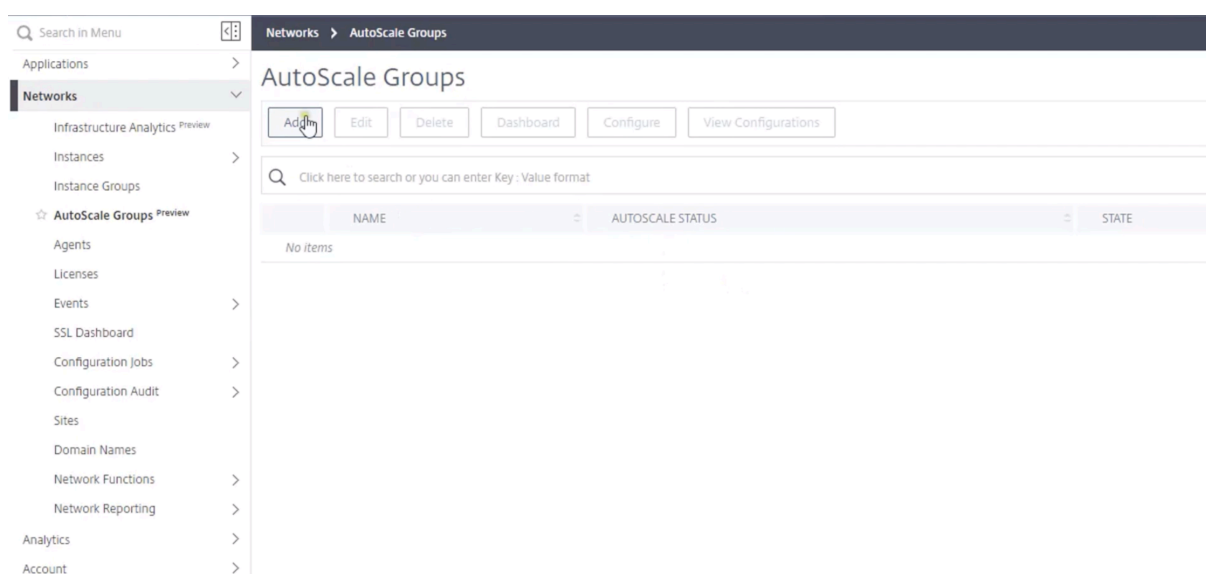 Search in Menu
Applications
Networks
Infrastructure Analytics Preview
Instances
Instance Groups
AutoScale Groups Preview
Agents
Licenses
Events
SSL Dashboard
Configuration Jobs
Configuration Audit
Sites
Domain Names
Network Functions
Network Reporting
Analytics
Account
Networks > AutoScale Groups
AutoScale Groups
Add Edit Delete Dashboard Configure View Configurations
Click here to search or you can enter Key : Value format
NAME AUTOSCALE STATUS STATE
No items